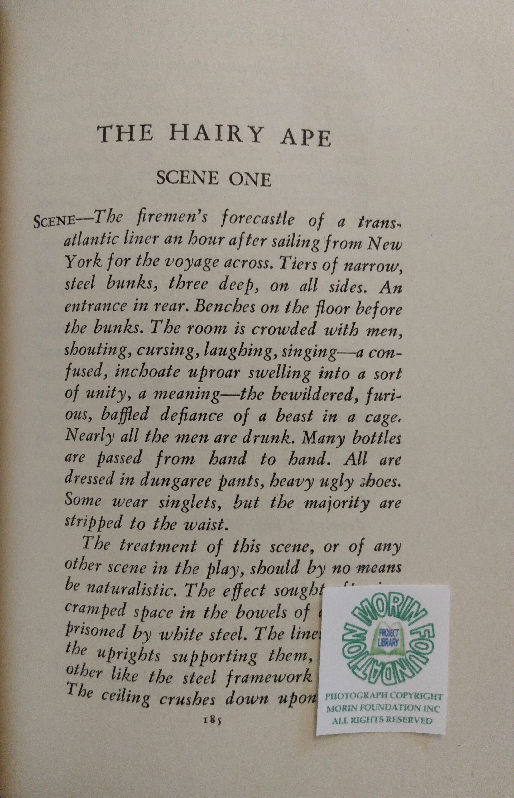 THE HAIRY APE
SCENE ONE
SCENE—The firemen's forecastle of a trans-
atlantic liner an hour after sailing from New
York for the voyage across. Tiers of narrow,
steel bunks, three deep, on all sides. An
entrance in rear. Benches on the floor before
the bunks. The room is crowded with men,
shouting, cursing, laughing, singing—a con-
fused, inchoate uproar swelling into a sort
of unity, a meaning—the bewildered, furi-
ous, baffled defiance of a beast in a cage.
Nearly all the men are drunk. Many bottles
are passed from hand to hand. All are
dressed in dungaree pants, heavy ugly shoes.
Some wear singlets, but the majority are
stripped to the waist.
The treatment of this scene, or of any
other scene in the play, should by no means
be naturalistic. The effect sought
cramped space in the bowels of
prisoned by white steel. The lines
the uprights supporting them,
other like the steel framework
The ceiling crushes down upon
185
MORIN FOUNDATION
PROJECT
LIBRARY
PHOTOGRAPH COPYRIGHT
MORIN FOUNDATION INC
ALL RIGHTS RESERVED